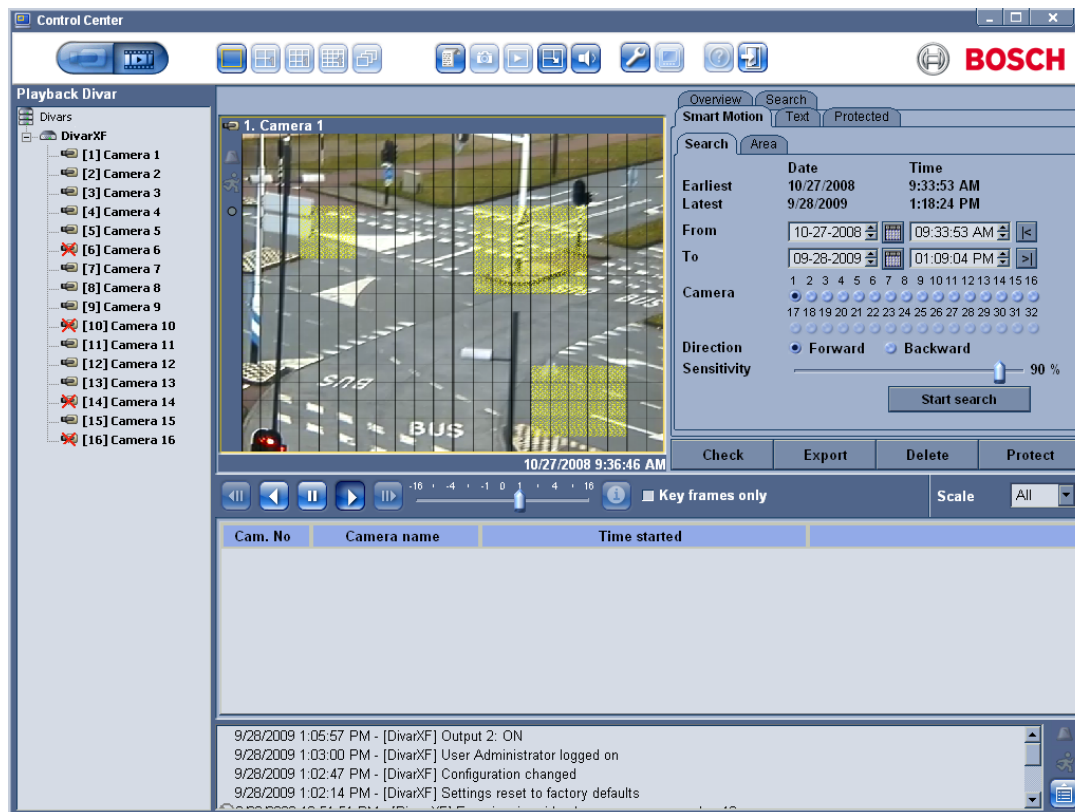 Control Center
BOSCH
Playback Divar
Divars
DivarXF
[1] Camera 1
[2] Camera 2
[3] Camera 3
[4] Camera 4
[5] Camera 5
[6] Camera 6
[7] Camera 7
[8] Camera 8
[9] Camera 9
[10] Camera 10
[11] Camera 11
[12] Camera 12
[13] Camera 13
[14] Camera 14
[15] Camera 15
[16] Camera 16
1. Camera 1
BUS
BUS
BUS
10/27/2008 9:36:46 AM
Overview Search
Smart Motion Text Protected
Search Area
Date Time
Earliest 10/27/2008 9:33:53 AM
Latest 9/28/2009 1:18:24 PM
From 10-27-2008 09:33:53 AM |<
To 09-28-2009 01:09:04 PM >|
1 2 3 4 5 6 7 8 9 10 11 12 13 14 15 16
Camera
17 18 19 20 21 22 23 24 25 26 27 28 29 30 31 32
Direction Forward Backward
Sensitivity 90 %
Start search
Check Export Delete Protect
-16 -4 -1 0 1 4 16
Key frames only
Scale All
Cam. No Camera name Time started
9/28/2009 1:05:57 PM - [DivarXF] Output 2: ON
9/28/2009 1:03:00 PM - [DivarXF] User Administrator logged on
9/28/2009 1:02:47 PM - [DivarXF] Configuration changed
9/28/2009 1:02:14 PM - [DivarXF] Settings reset to factory defaults